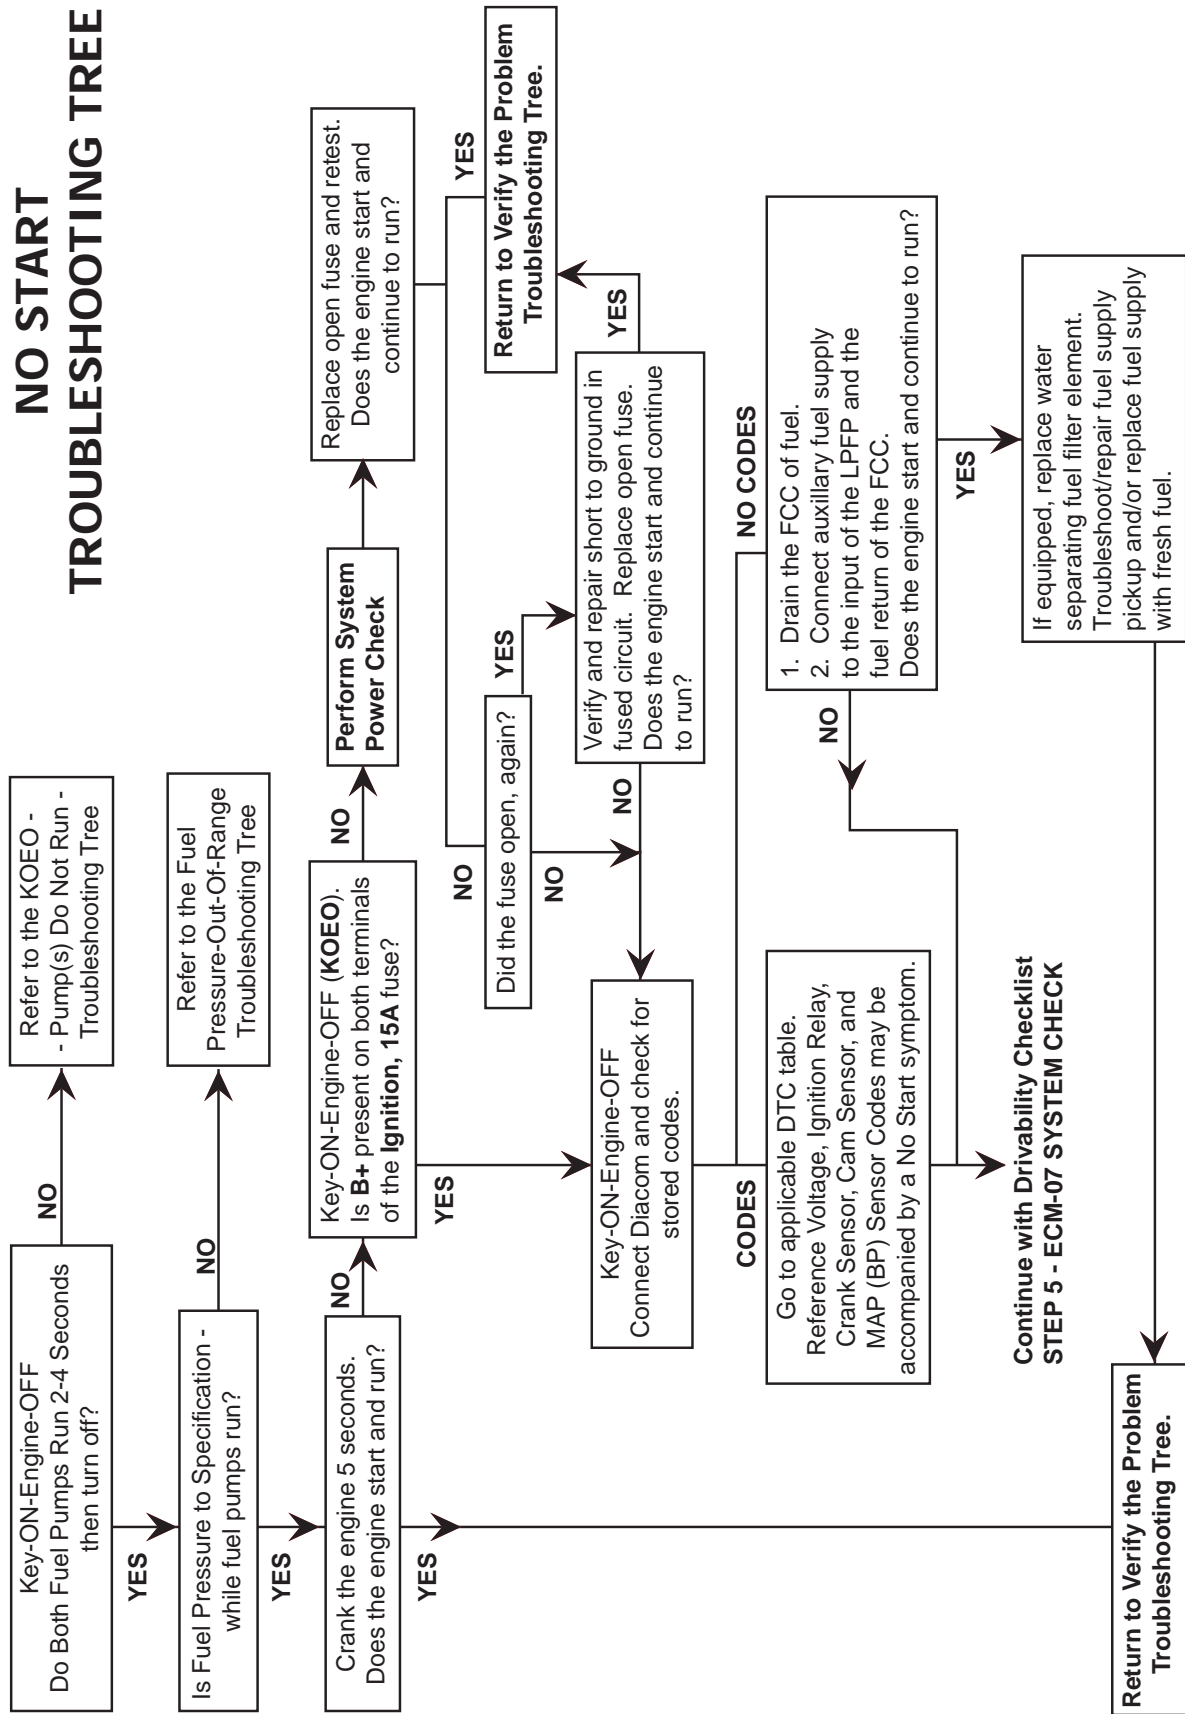 NO START
TROUBLESHOOTING TREE
Key-ON-Engine-OFF
Do Both Fuel Pumps Run 2-4 Seconds
then turn off?
NO
Refer to the KOEO -
- Pump(s) Do Not Run -
Troubleshooting Tree
YES
Is Fuel Pressure to Specification -
while fuel pumps run?
NO
Refer to the Fuel
Pressure-Out-Of-Range
Troubleshooting Tree
YES
Crank the engine 5 seconds.
Does the engine start and run?
NO
Key-ON-Engine-OFF (KOEO).
Is B+ present on both terminals
of the Ignition, 15A fuse?
NO
Perform System
Power Check
Replace open fuse and retest.
Does the engine start and
continue to run?
YES
YES
NO
YES
Did the fuse open, again?
Return to Verify the Problem
Troubleshooting Tree.
NO
YES
Verify and repair short to ground in
fused circuit. Replace open fuse.
Does the engine start and continue
to run?
NO
YES
Key-ON-Engine-OFF
Connect Diacom and check for
stored codes.
CODES
NO CODES
Go to applicable DTC table.
Reference Voltage, Ignition Relay,
Crank Sensor, Cam Sensor, and
MAP (BP) Sensor Codes may be
accompanied by a No Start symptom.
1. Drain the FCC of fuel.
2. Connect auxillary fuel supply
to the input of the LPFP and the
fuel return of the FCC.
Does the engine start and continue to run?
NO
YES
Continue with Drivability Checklist
STEP 5 - ECM-07 SYSTEM CHECK
If equipped, replace water
separating fuel filter element.
Troubleshoot/repair fuel supply
pickup and/or replace fuel supply
with fresh fuel.
Return to Verify the Problem
Troubleshooting Tree.